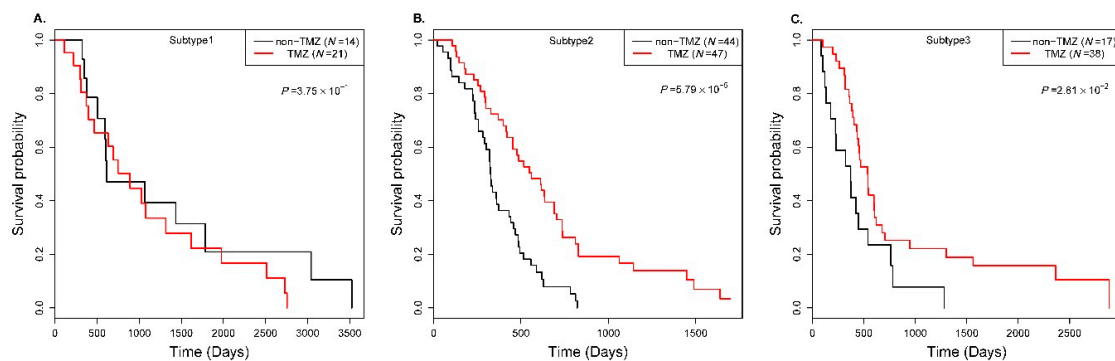 A.
Subtype1
non-TMZ (N=14)
TMZ (N=21)
P =3.75 × 10⁻¹
Survival probability
0.0 0.2 0.4 0.6 0.8 1.0
0 500 1000 1500 2000 2500 3000 3500
Time (Days)
B.
Subtype2
non-TMZ (N=44)
TMZ (N=47)
Survival probability
0.0 0.2 0.4 0.6 0.8 1.0
0 500 1000 1500
Time (Days)
C.
Subtype3
non-TMZ (N=17)
TMZ (N=38)
P =2.81 × 10⁻²
Survival probability
0.0 0.2 0.4 0.6 0.8 1.0
0 500 1000 1500 2000 2500
Time (Days)